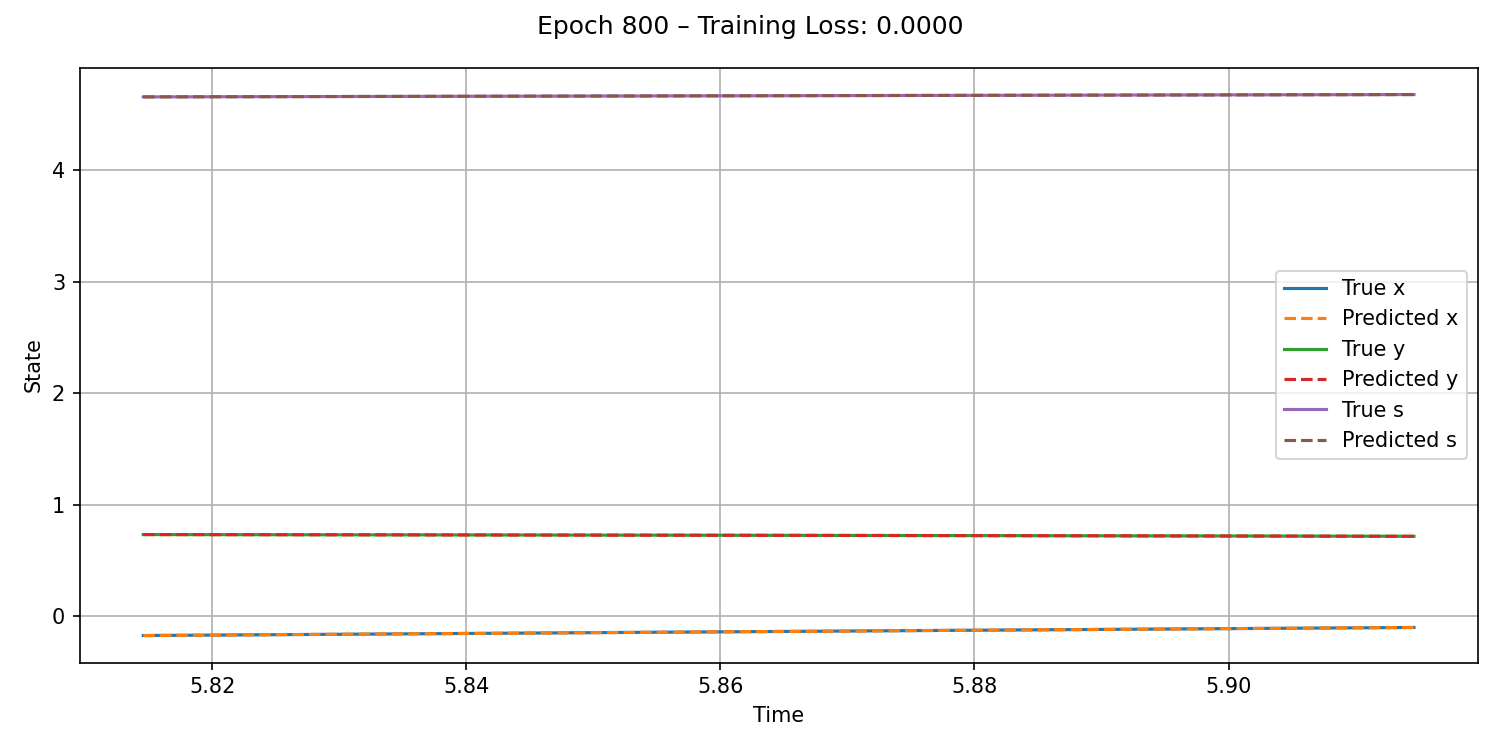 Epoch 800 – Training Loss: 0.0000
State
4
3
2
1
0
True x
Predicted x
True y
Predicted y
True s
Predicted s
5.82 5.84 5.86 5.88 5.90
Time